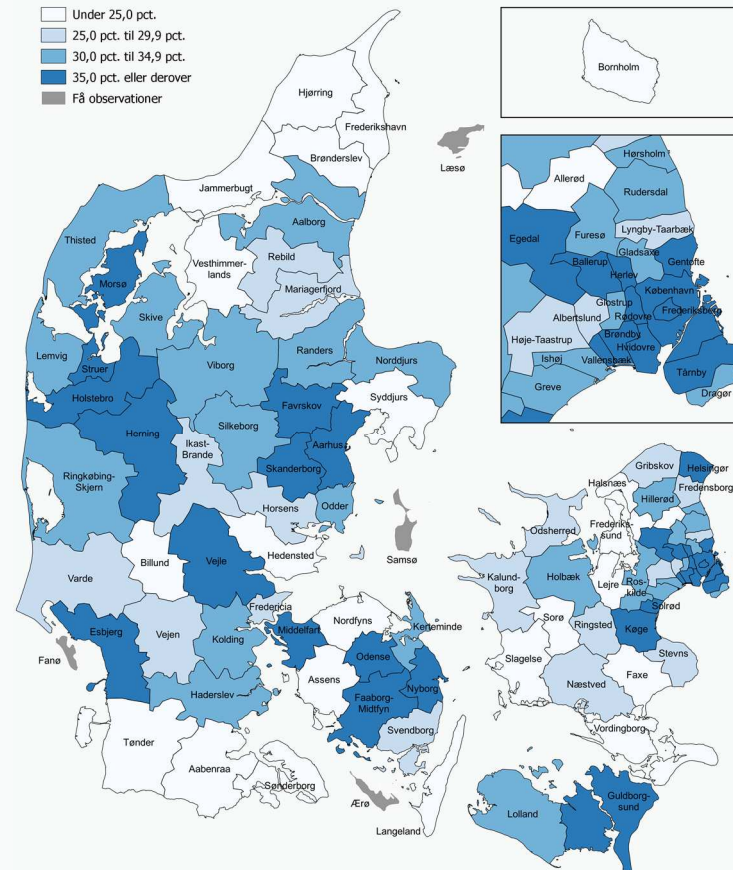 Under 25,0 pct.
25,0 pct. til 29,9 pct.
30,0 pct. til 34,9 pct.
35,0 pct. eller derover
Få observationer
Hjørring
Frederikshavn
Brønderslev
Jammerbugt
Læsø
Aalborg
Thisted
Vesthimmer-
lands
Rebild
Morsø
Mariagerfjord
Skive
Lemvig
Viborg
Randers
Norddjurs
Struer
Holstebro
Favrskov
Syddjurs
Silkeborg
Horning
Ikast-
Brande
Aarhus
Skanderborg
Ringkøbing-
Skjern
Horsens
Odder
Hedensted
Samsø
Billund
Vejle
Varde
Fredericia
Nordfyns
Kerteminde
Esbjerg
Vejen
Kolding
Middelfart
Odense
Fanø
Assens
Nyborg
Haderslev
Faaborg-
Midtfyn
Svendborg
Tønder
Aabenraa
Sønderborg
Ærø
Langeland
Bornholm
Hørsholm
Allerød
Rudersdal
Lyngby-Taarbæk
Egedal
Furesø
Gladsaxe
Ballerup
Gentofte
Herlev
København
Glostrup
Frederiksberg
Albertslund
Rødovre
Brøndby
Høje-Taastrup
Hvidovre
Ishøj
Vallensbæk
Tårnby
Greve
Dragør
Gribskov
Helsingør
Halsnæs
Hillerød
Fredensborg
Odsherred
Frederiks-
sund
Kalund-
borg
Holbæk
Lejre
Ros-
kilde
Solrød
Sorø
Ringsted
Køge
Slagelse
Stevns
Faxe
Næstved
Vordingborg
Guldborg-
sund
Lolland